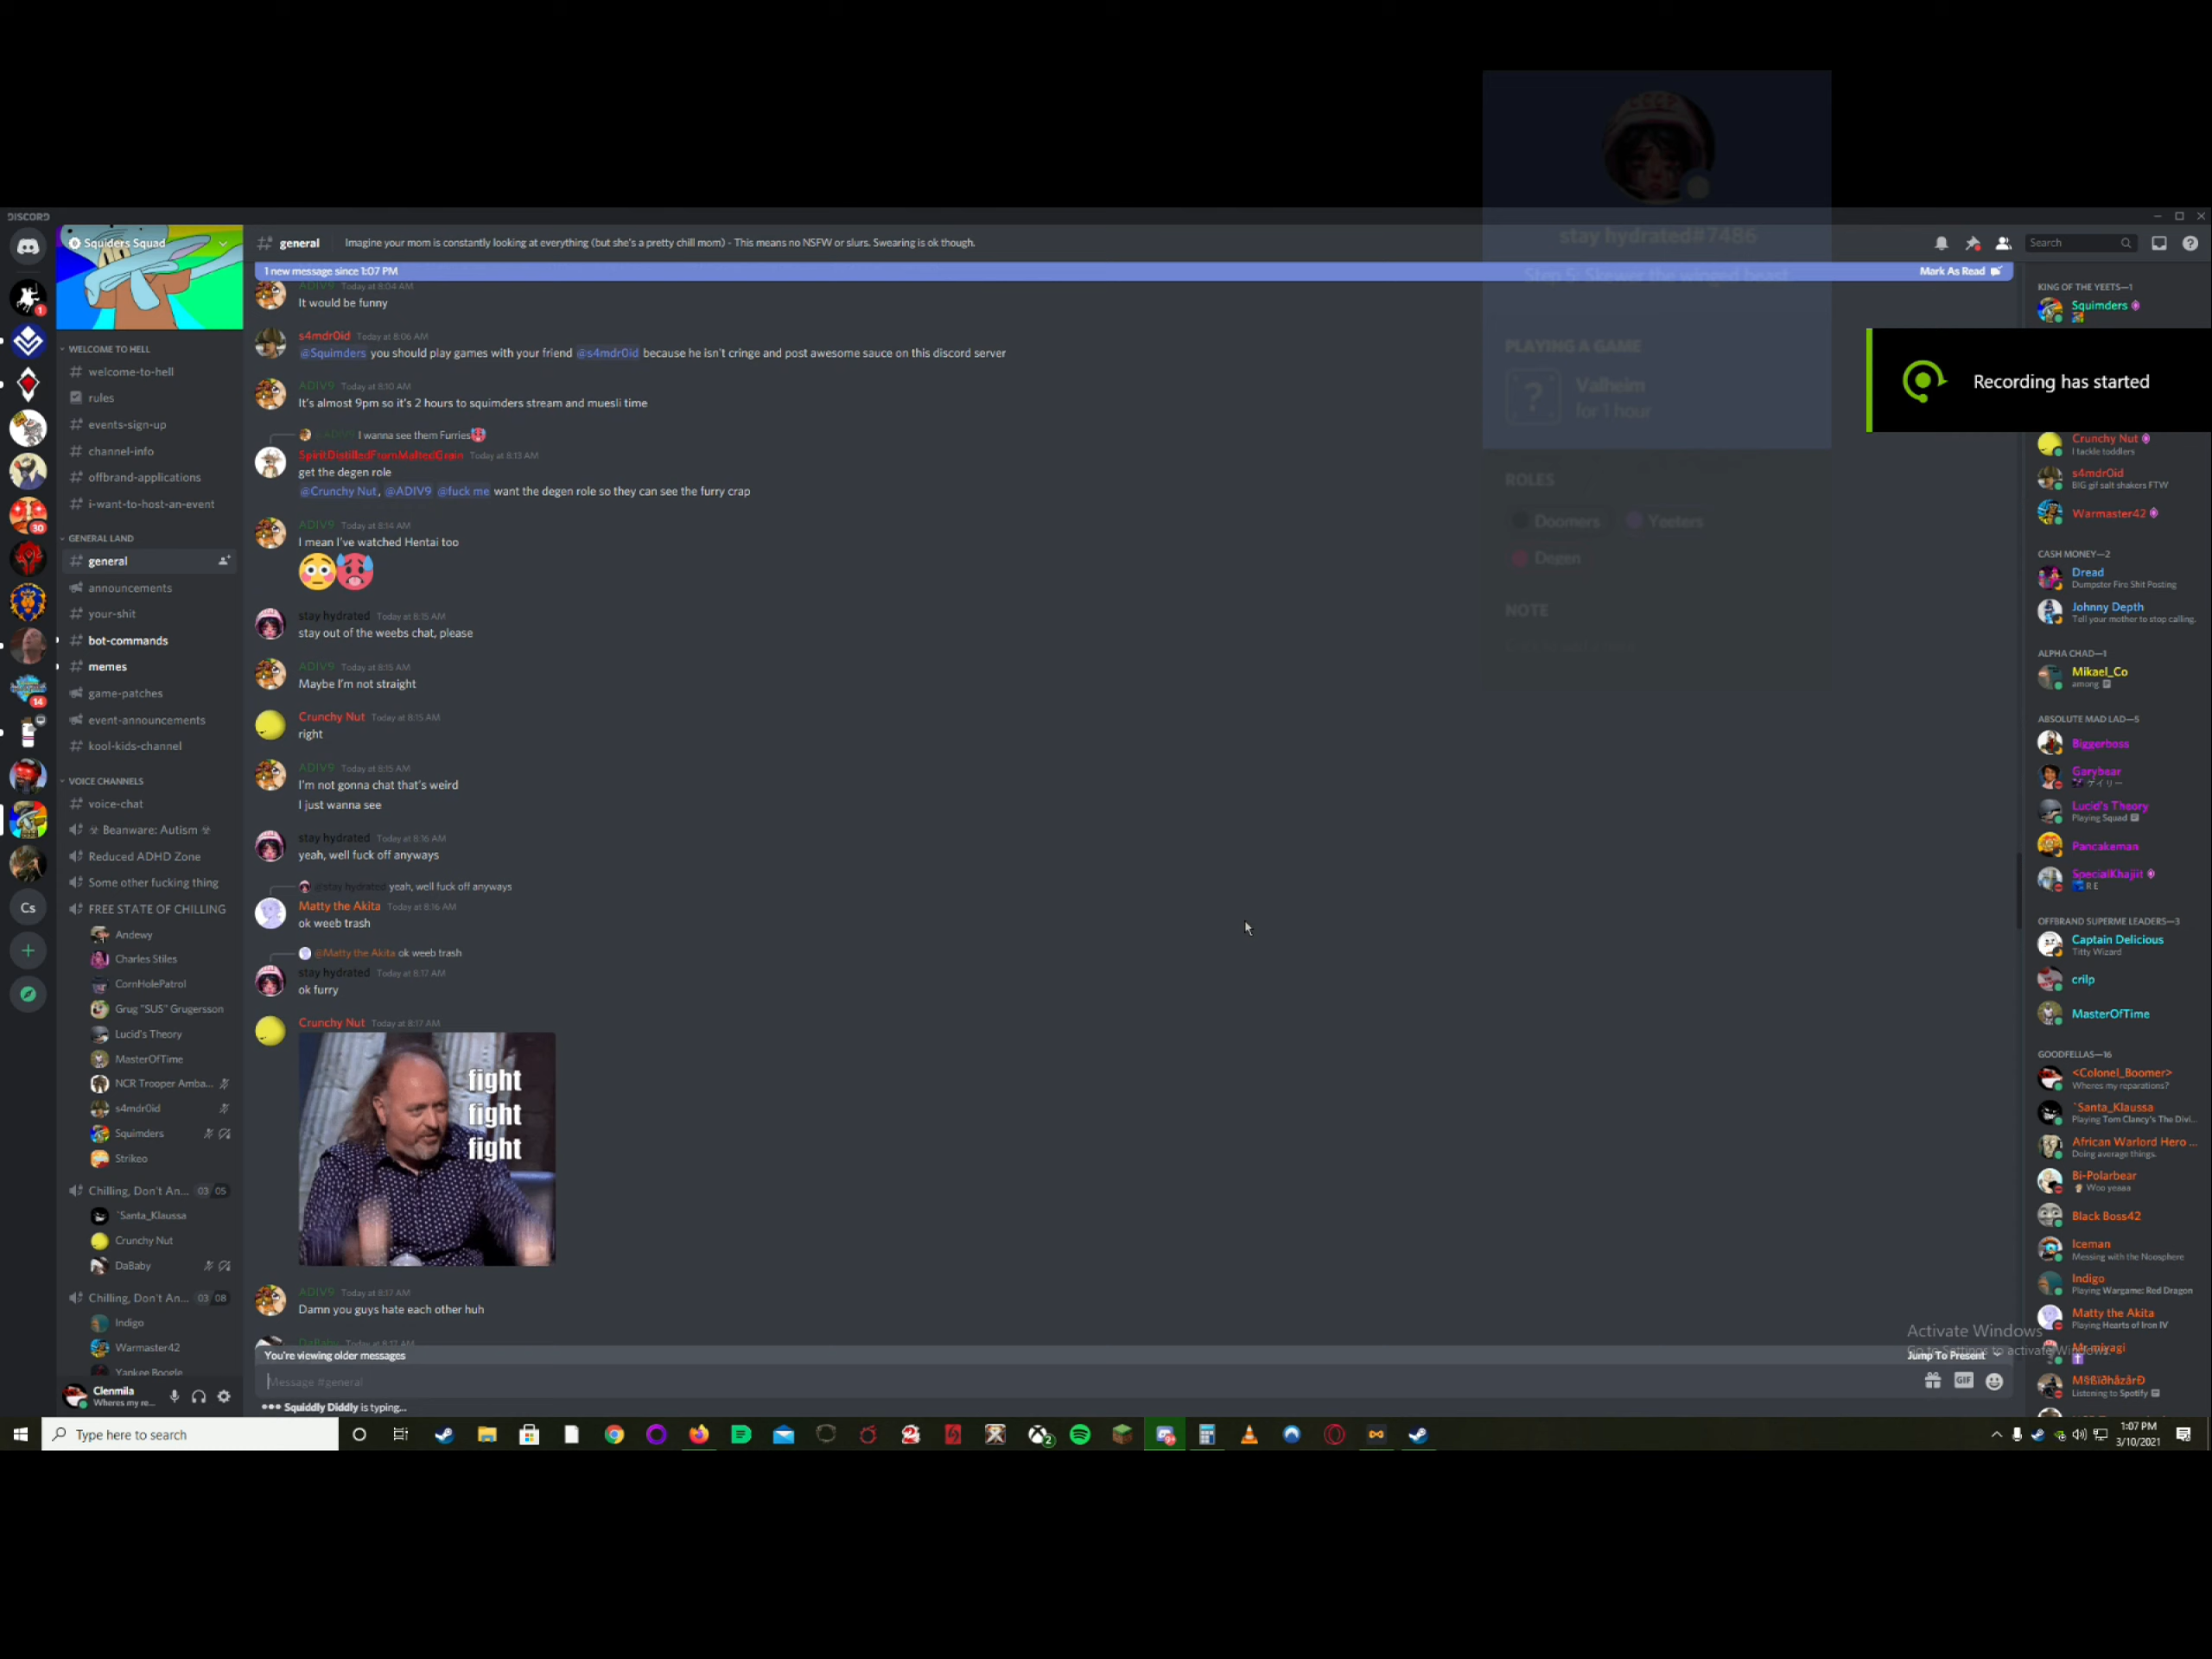 DISCORD
Squiders Squad
general
Imagine your mom is constantly looking at everything (but she's a pretty chill mom) - This means no NSFW or slurs. Swearing is ok though.
Search
1 new message since 1:07 PM
Mark As Read
WELCOME TO HELL
welcome-to-hell
rules
events-sign-up
channel-info
offbrand-applications
i-want-to-host-an-event
GENERAL LAND
general
announcements
your-shit
bot-commands
memes
game-patches
event-announcements
kool-kids-channel
VOICE CHANNELS
voice-chat
☣ Beanware: Autism ☣
Reduced ADHD Zone
Some other fucking thing
FREE STATE OF CHILLING
Andewy
Charles Stiles
CornHolePatrol
Grug "SUS" Grugersson
Lucid's Theory
MasterOfTime
NCR Trooper Amba...
s4mdr0id
Squimders
Strikeo
Chilling, Don't An... 03 05
`Santa_Klaussa
Crunchy Nut
DaBaby
Chilling, Don't An... 03 08
Indigo
Warmaster42
Yankee Boogle
1
30
14
Cs
Clenmila
Wheres my re...
ADIV9 Today at 8:04 AM
It would be funny
s4mdr0id Today at 8:06 AM
@Squimders you should play games with your friend @s4mdr0id because he isn't cringe and post awesome sauce on this discord server
ADIV9 Today at 8:10 AM
It's almost 9pm so it's 2 hours to squimders stream and muesli time
@ADIV9 I wanna see them Furries
SpiritDistilledFromMaltedGrain Today at 8:13 AM
get the degen role
@Crunchy Nut, @ADIV9 @fuck me want the degen role so they can see the furry crap
ADIV9 Today at 8:14 AM
I mean I've watched Hentai too
stay hydrated Today at 8:15 AM
stay out of the weebs chat, please
ADIV9 Today at 8:15 AM
Maybe I'm not straight
Crunchy Nut Today at 8:15 AM
right
ADIV9 Today at 8:15 AM
I'm not gonna chat that's weird
I just wanna see
stay hydrated Today at 8:16 AM
yeah, well fuck off anyways
@stay hydrated yeah, well fuck off anyways
Matty the Akita Today at 8:16 AM
ok weeb trash
@Matty the Akita ok weeb trash
stay hydrated Today at 8:17 AM
ok furry
Crunchy Nut Today at 8:17 AM
fight
fight
fight
ADIV9 Today at 8:17 AM
Damn you guys hate each other huh
DaBaby Today at 8:17 AM
You're viewing older messages
Jump To Present
Message #general
GIF
Squiddly Diddly is typing...
CCCP
stay hydrated#7486
Step 5: Skewer the winged beast
PLAYING A GAME
?
Valheim
for 1 hour
ROLES
Doomers
Yeeters
Degen
NOTE
Recording has started
KING OF THE YEETS—1
Squimders
Crunchy Nut
I tackle toddlers
s4mdr0id
BIG gif salt shakers FTW
Warmaster42
CASH MONEY—2
Dread
Dumpster Fire Shit Posting
Johnny Depth
Tell your mother to stop calling.
ALPHA CHAD—1
Mikael_Co
among
ABSOLUTE MAD LAD—5
Biggerboss
Garybear
ゲイリー
Lucid's Theory
Playing Squad
Pancakeman
SpecialKhajiit
R E
OFFBRAND SUPERME LEADERS—3
Captain Delicious
Titty Wizard
crilp
MasterOfTime
GOODFELLAS—16
<Colonel_Boomer>
Wheres my reparations?
`Santa_Klaussa
Playing Tom Clancy's The Divi...
African Warlord Hero ...
Doing average things.
Bi-Polarbear
Woo yeaaa
Black Boss42
Iceman
Messing with the Noosphere
Indigo
Playing Wargame: Red Dragon
Matty the Akita
Playing Hearts of Iron IV
Mr.miyagi
Listening to Spotify
Activate Windows
Go to Settings to activate Windows.
Type here to search
1:07 PM
3/10/2021